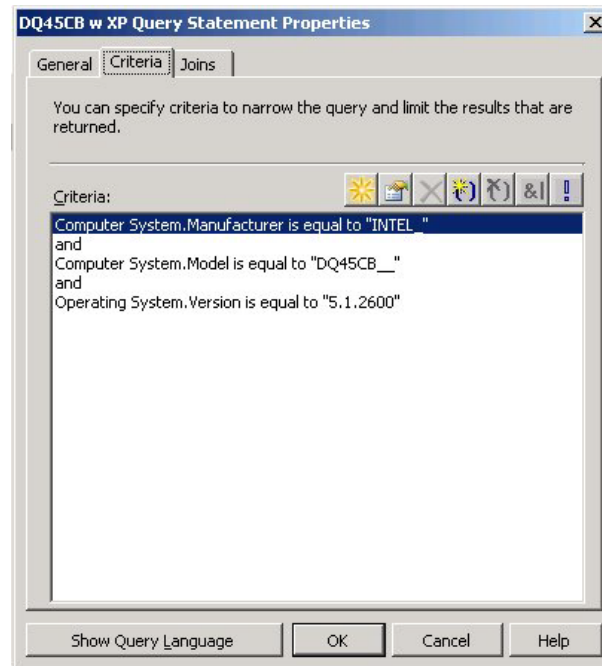 DQ45CB w XP Query Statement Properties
General Criteria Joins
You can specify criteria to narrow the query and limit the results that are
returned.
Criteria:
&|
!
Computer System.Manufacturer is equal to "INTEL_"
and
Computer System.Model is equal to "DQ45CB__"
and
Operating System.Version is equal to "5.1.2600"
Show Query Language OK Cancel Help